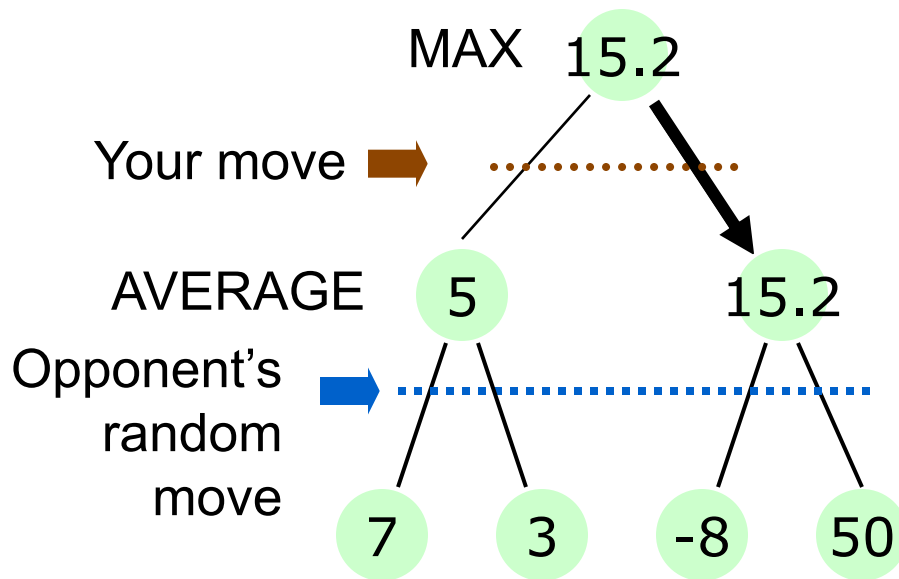 MAX 15.2
Your move
AVERAGE 5 15.2
Opponent’s
random
move
7 3 -8 50